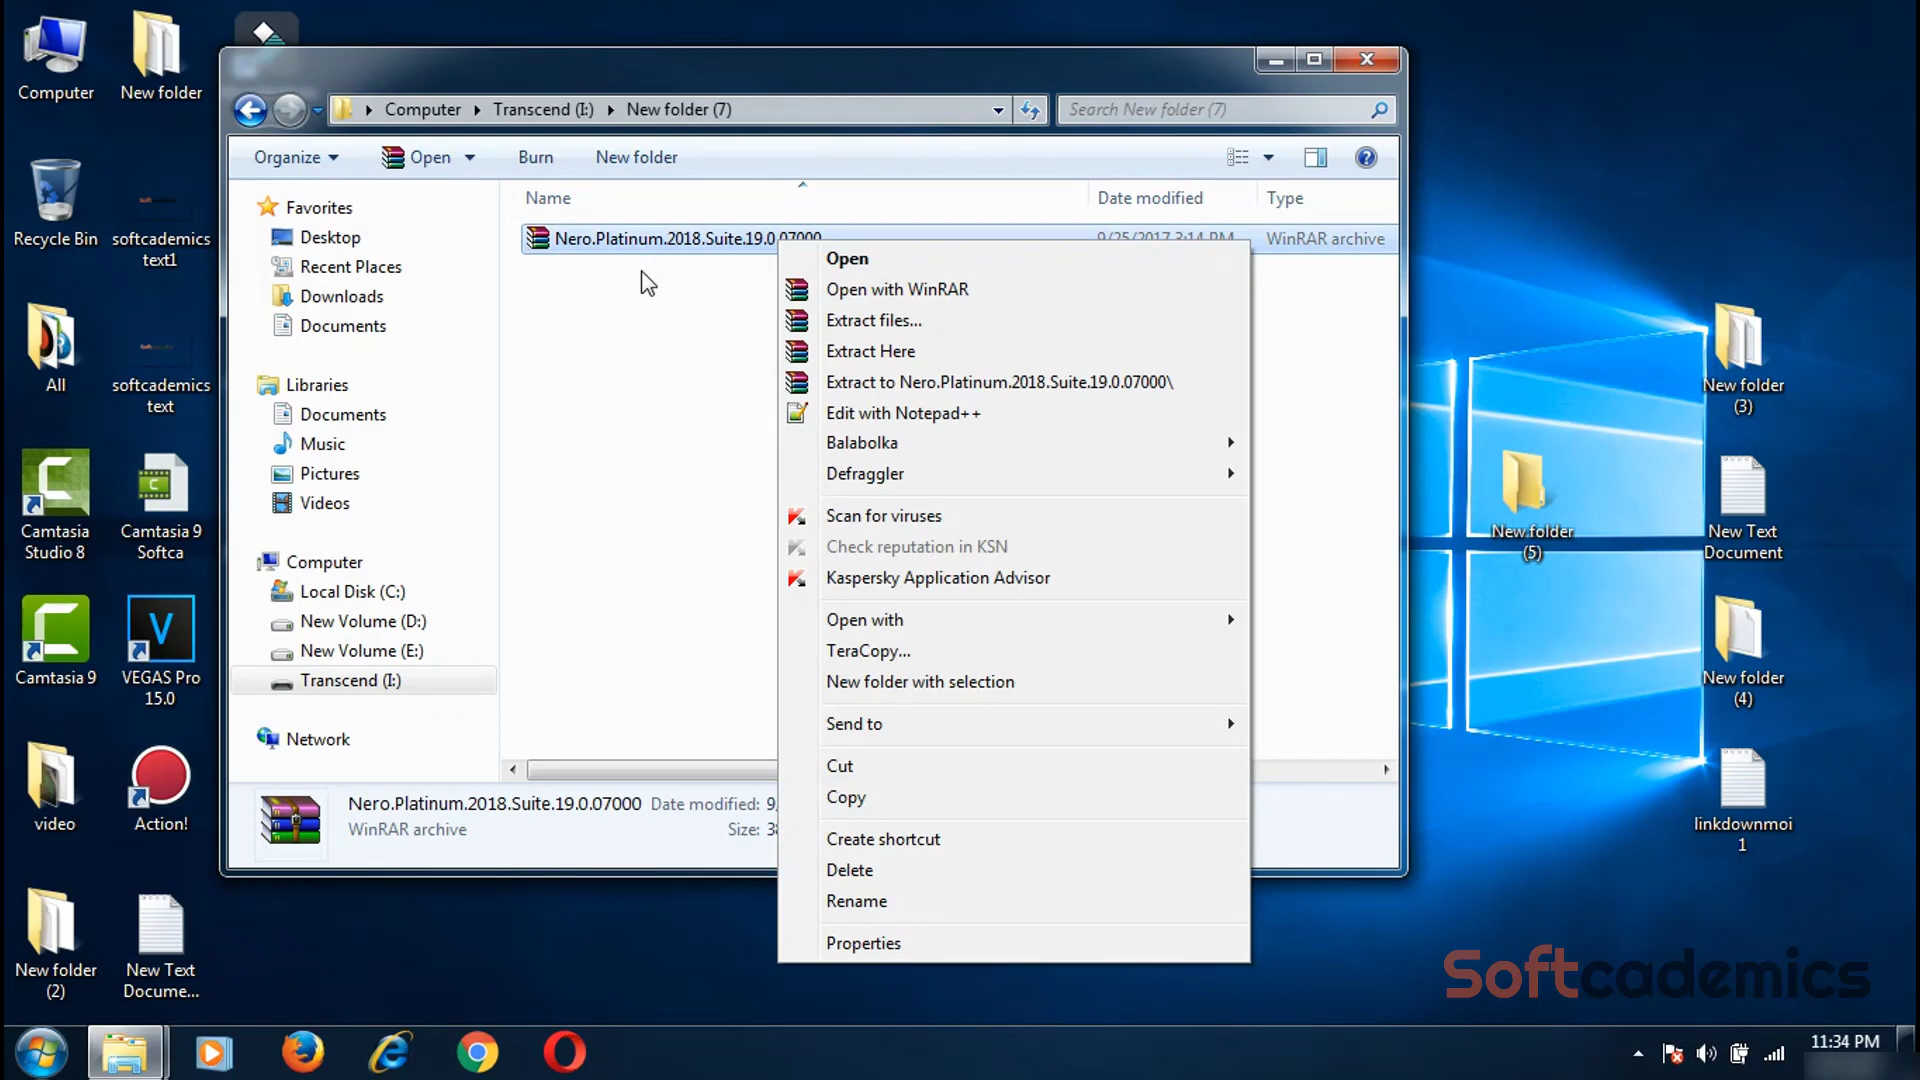 Computer
New folder
Recycle Bin
softcademics
text1
All
softcademics
text
Camtasia
Studio 8
Camtasia 9
Softca
Camtasia 9
VEGAS Pro
15.0
video
Action!
New folder
(2)
New Text
Docume...
Computer
Transcend (I:)
New folder (7)
Search New folder (7)
Organize
Open
Burn
New folder
Favorites
Desktop
Recent Places
Downloads
Documents
Libraries
Documents
Music
Pictures
Videos
Computer
Local Disk (C:)
New Volume (D:)
New Volume (E:)
Transcend (I:)
Network
Name
Date modified
Type
Nero.Platinum.2018.Suite.19.0.07000
9/25/2017 3:14 PM
WinRAR archive
Open
Open with WinRAR
Extract files...
Extract Here
Extract to Nero.Platinum.2018.Suite.19.0.07000\
Edit with Notepad++
Balabolka
Defraggler
Scan for viruses
Check reputation in KSN
Kaspersky Application Advisor
Open with
TeraCopy...
New folder with selection
Send to
Cut
Copy
Create shortcut
Delete
Rename
Properties
Nero.Platinum.2018.Suite.19.0.07000 Date modified: 9
WinRAR archive
Size:
New folder
(3)
New folder
(5)
New Text
Document
New folder
(4)
linkdownmoi
1
Softcademics
11:34 PM